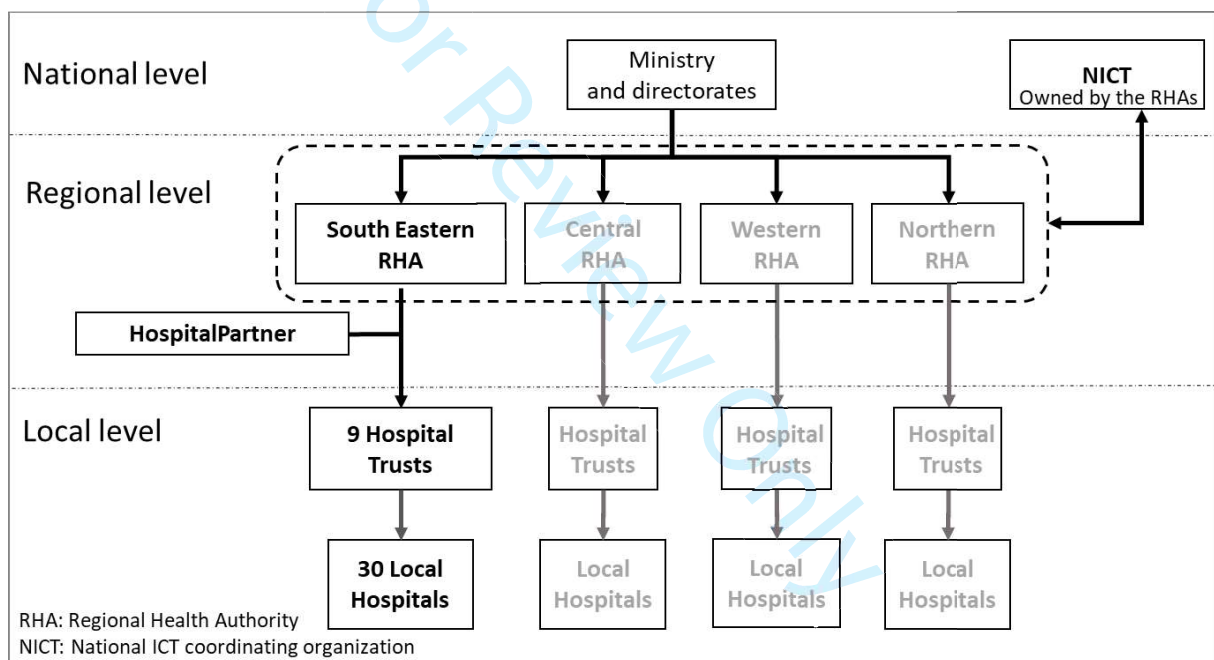 National level
Ministry
and directorates
NICT
Owned by the RHAs
Regional level
South Eastern
RHA
Central
RHA
Western
RHA
Northern
RHA
HospitalPartner
Local level
9 Hospital
Trusts
Hospital
Trusts
Hospital
Trusts
Hospital
Trusts
30 Local
Hospitals
Local
Hospitals
Local
Hospitals
Local
Hospitals
RHA: Regional Health Authority
NICT: National ICT coordinating organization
or Review Only